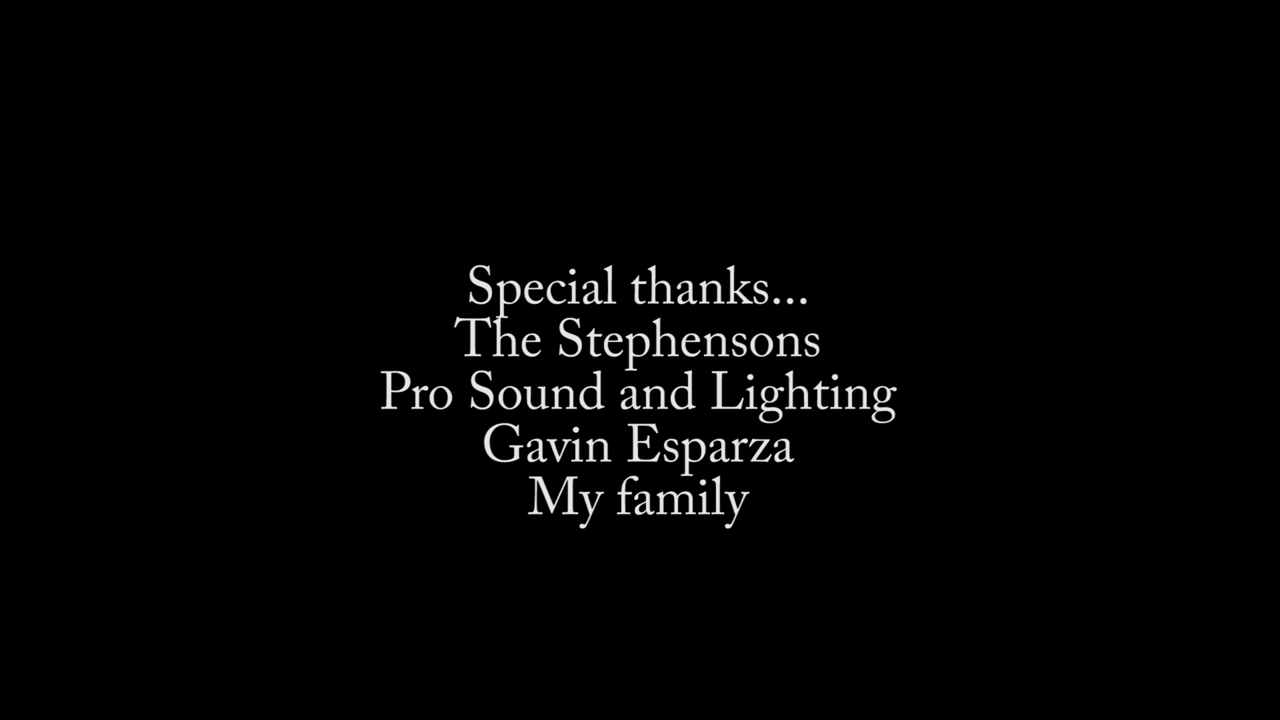 Special thanks...
The Stephensons
Pro Sound and Lighting
Gavin Esparza
My family